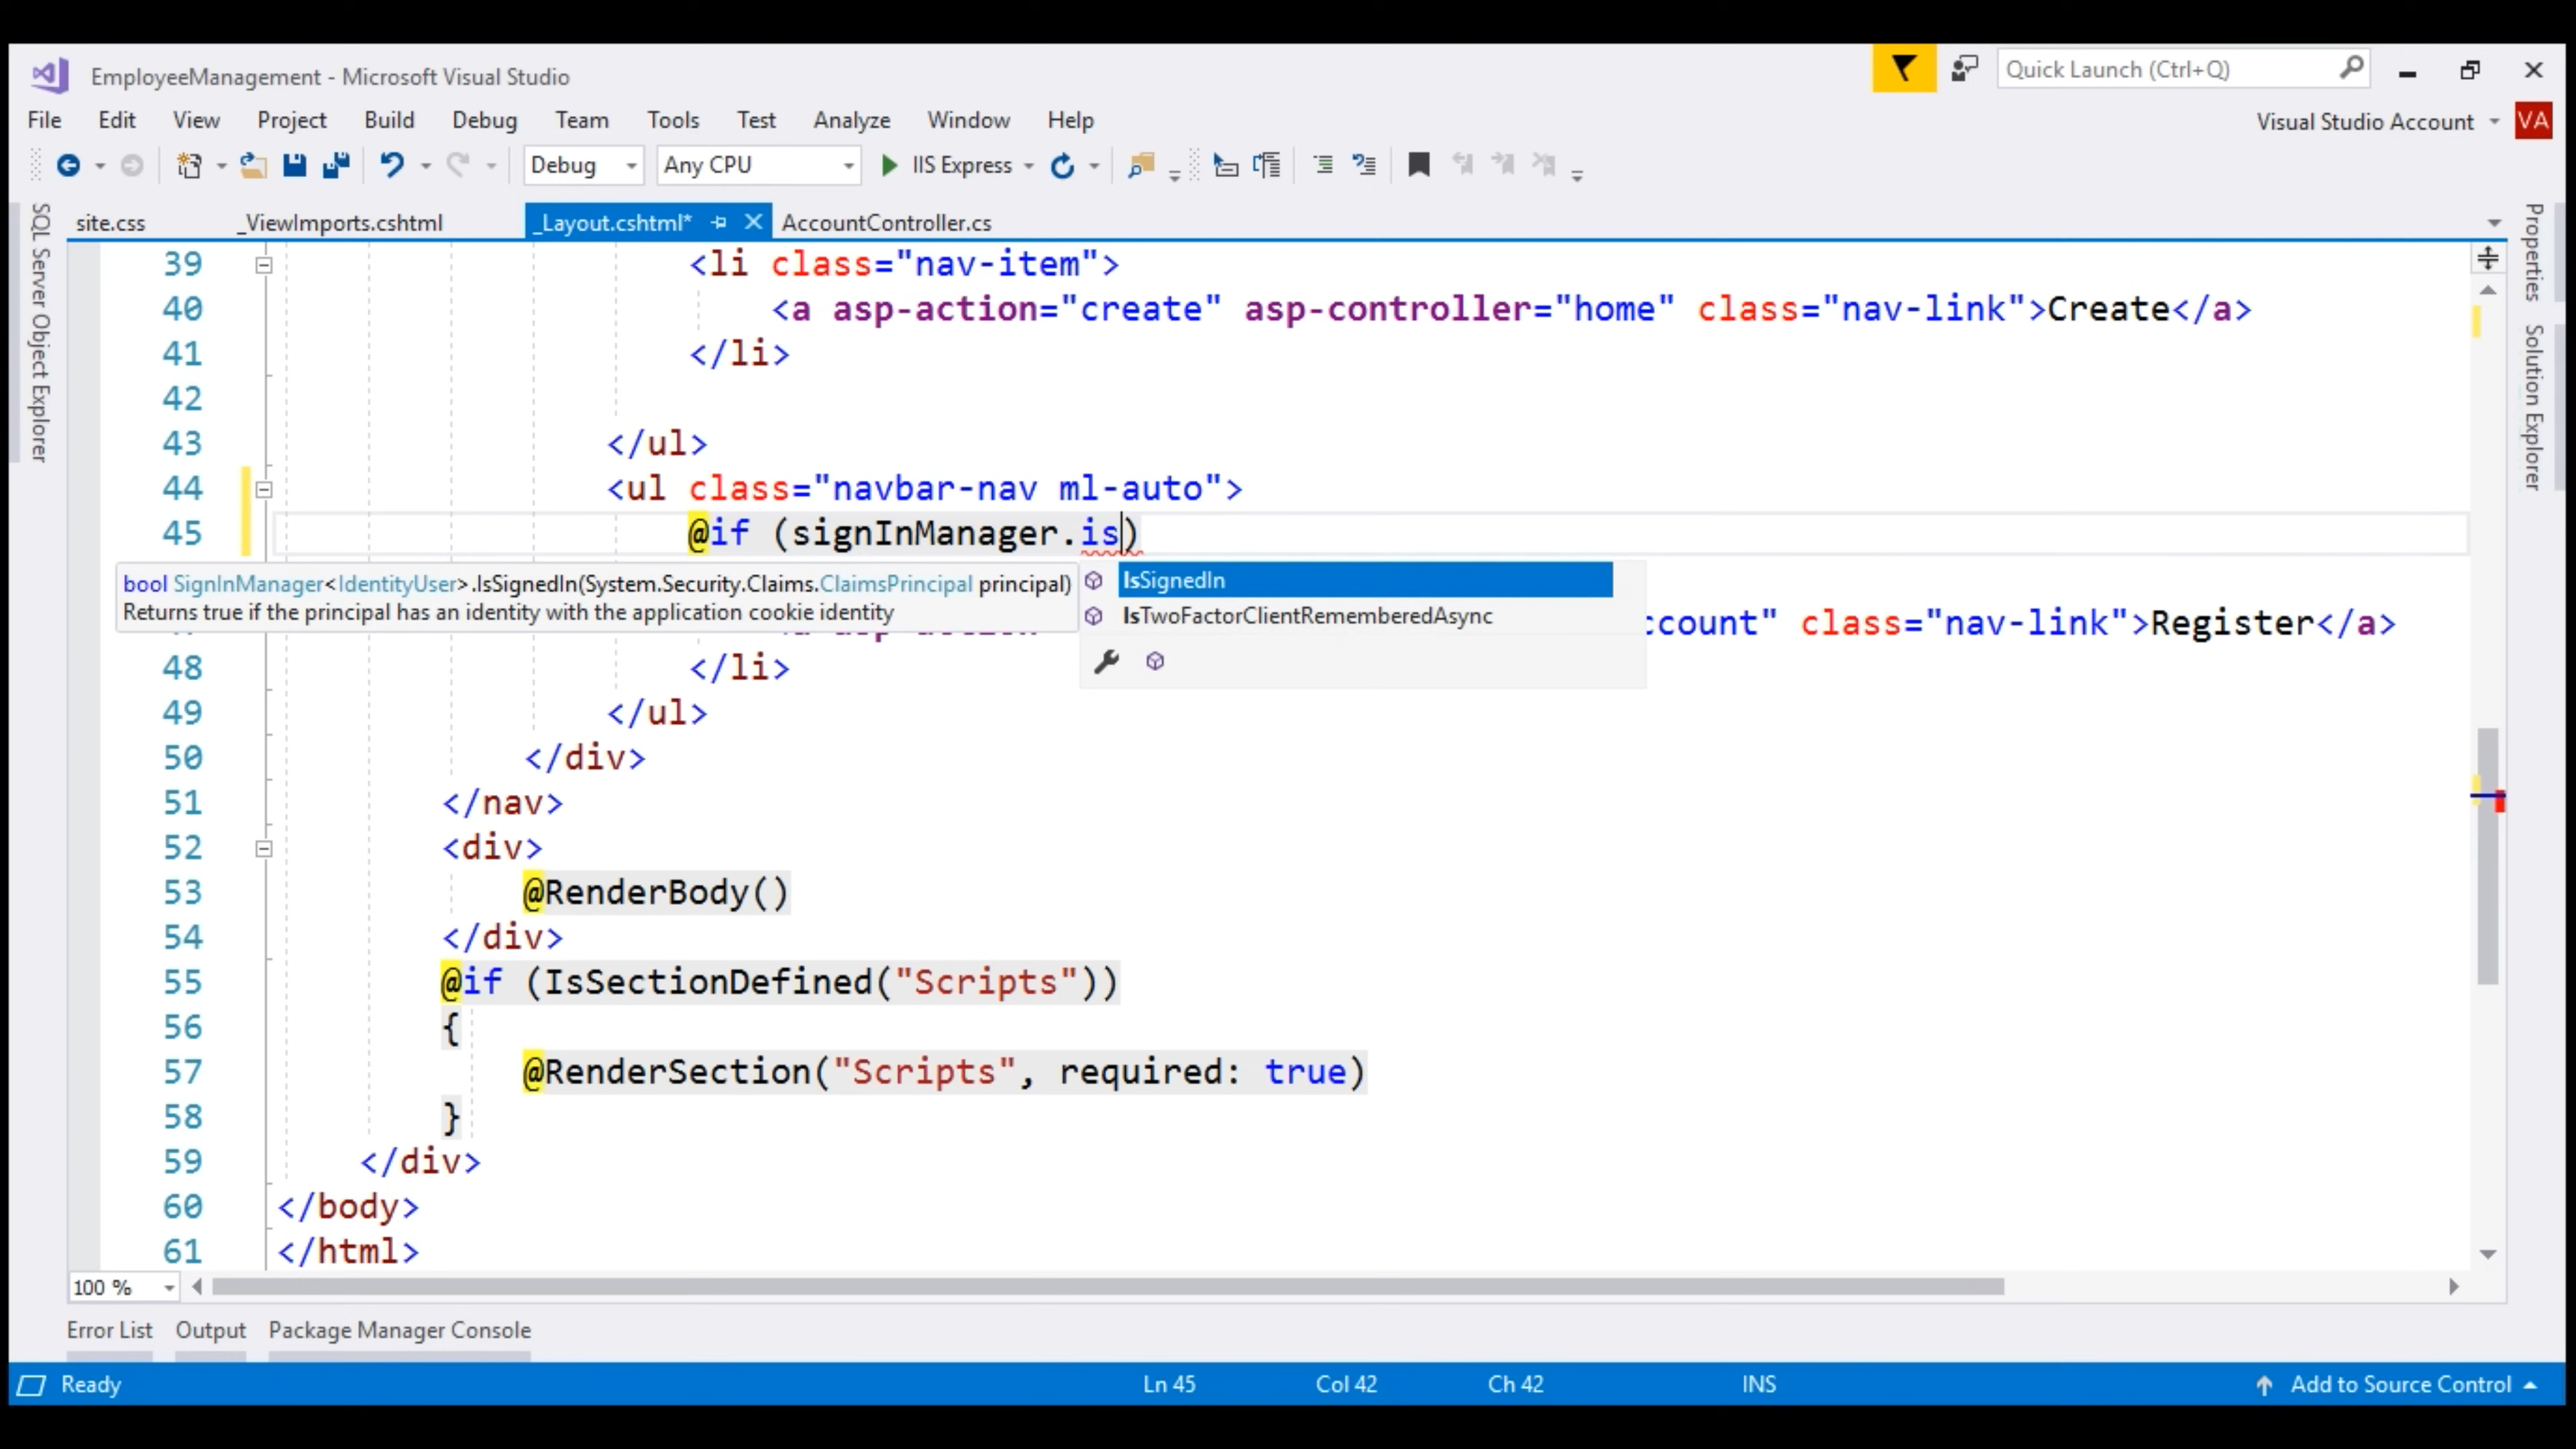 EmployeeManagement - Microsoft Visual Studio
Quick Launch (Ctrl+Q)
File Edit View Project Build Debug Team Tools Test Analyze Window Help
Visual Studio Account VA
Debug Any CPU IIS Express
site.css _ViewImports.cshtml _Layout.cshtml* AccountController.cs
SQL Server Object Explorer
Properties
Solution Explorer
39 <li class="nav-item">
40 <a asp-action="create" asp-controller="home" class="nav-link">Create</a>
41 </li>
42
43 </ul>
44 <ul class="navbar-nav ml-auto">
45 @if (signInManager.is)
bool SignInManager<IdentityUser>.IsSignedIn(System.Security.Claims.ClaimsPrincipal principal)
Returns true if the principal has an identity with the application cookie identity
IsSignedIn
IsTwoFactorClientRememberedAsync
ccount" class="nav-link">Register</a>
48 </li>
49 </ul>
50 </div>
51 </nav>
52 <div>
53 @RenderBody()
54 </div>
55 @if (IsSectionDefined("Scripts"))
56 {
57 @RenderSection("Scripts", required: true)
58 }
59 </div>
60 </body>
61 </html>
100 %
Error List Output Package Manager Console
Ready Ln 45 Col 42 Ch 42 INS Add to Source Control